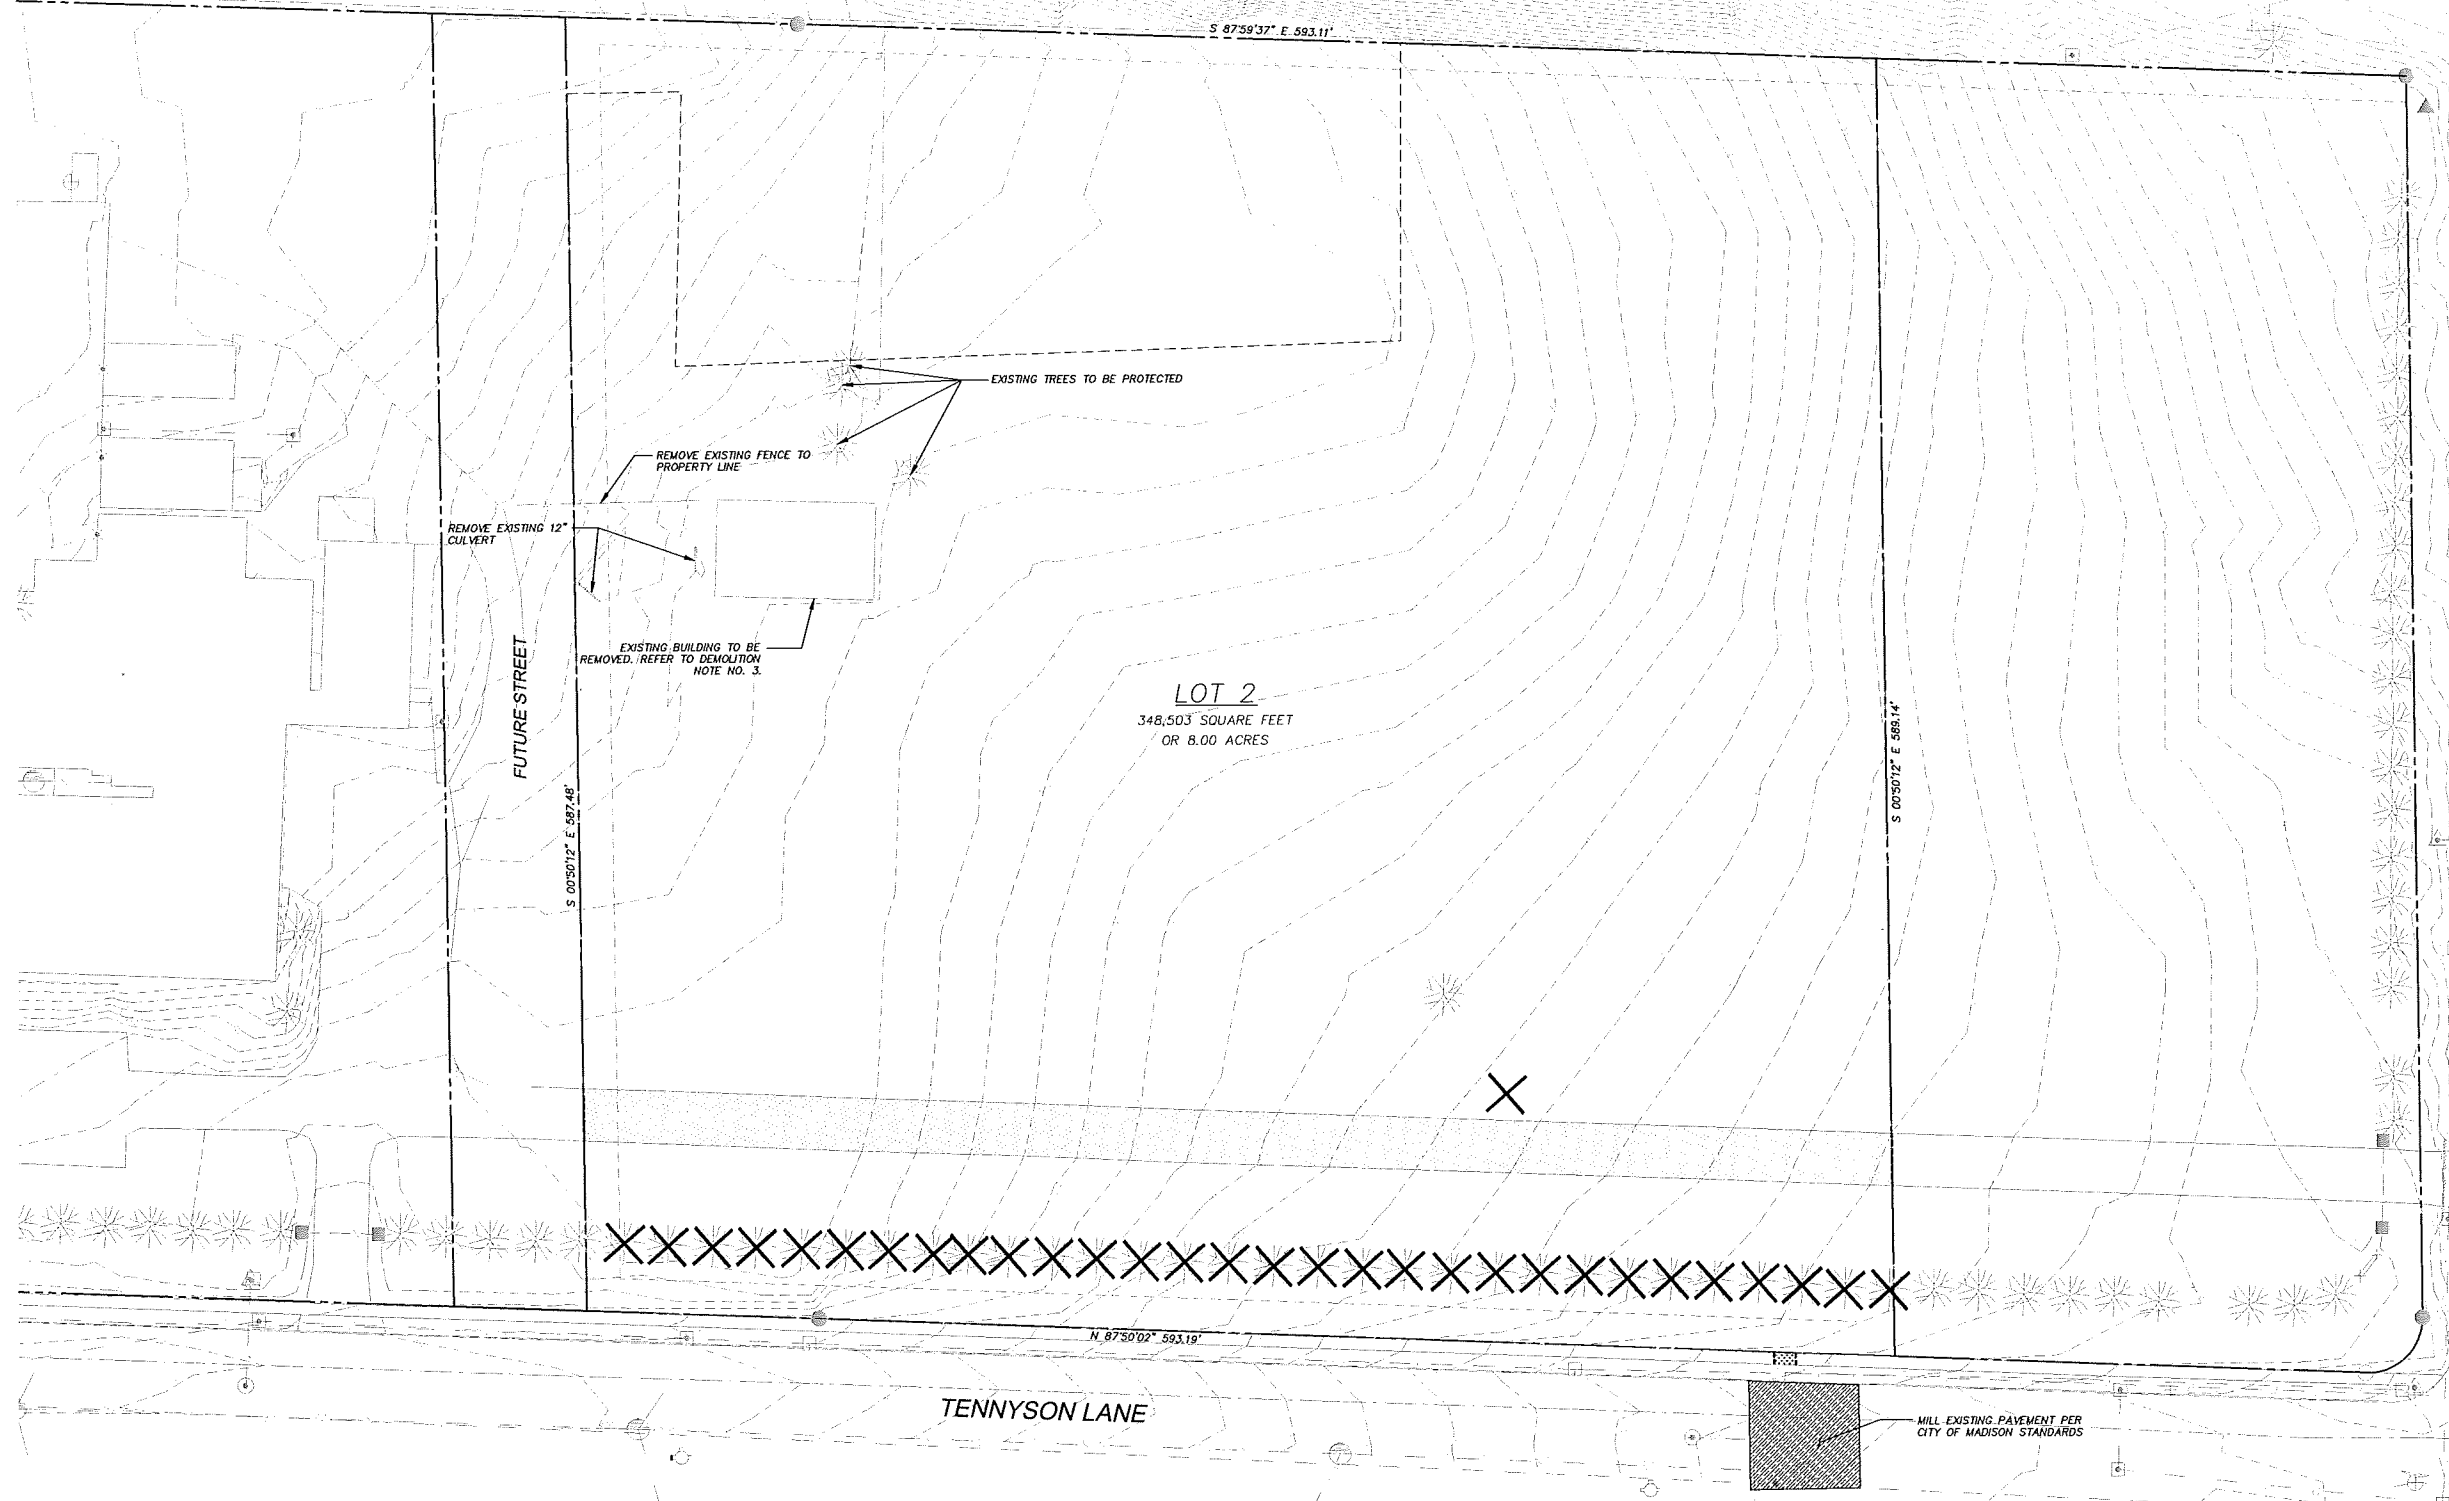 S 87°59'37" E 593.11'
EXISTING TREES TO BE PROTECTED
REMOVE EXISTING FENCE TO
PROPERTY LINE
REMOVE EXISTING 12"
CULVERT
EXISTING BUILDING TO BE
REMOVED. REFER TO DEMOLITION
NOTE NO. 3.
FUTURE STREET
S 00°50'12" E 587.48'
LOT 2
348,503 SQUARE FEET
OR 8.00 ACRES
S 00°50'12" E 589.14'
N 87°50'02" 593.19'
TENNYSON LANE
MILL EXISTING PAVEMENT PER
CITY OF MADISON STANDARDS